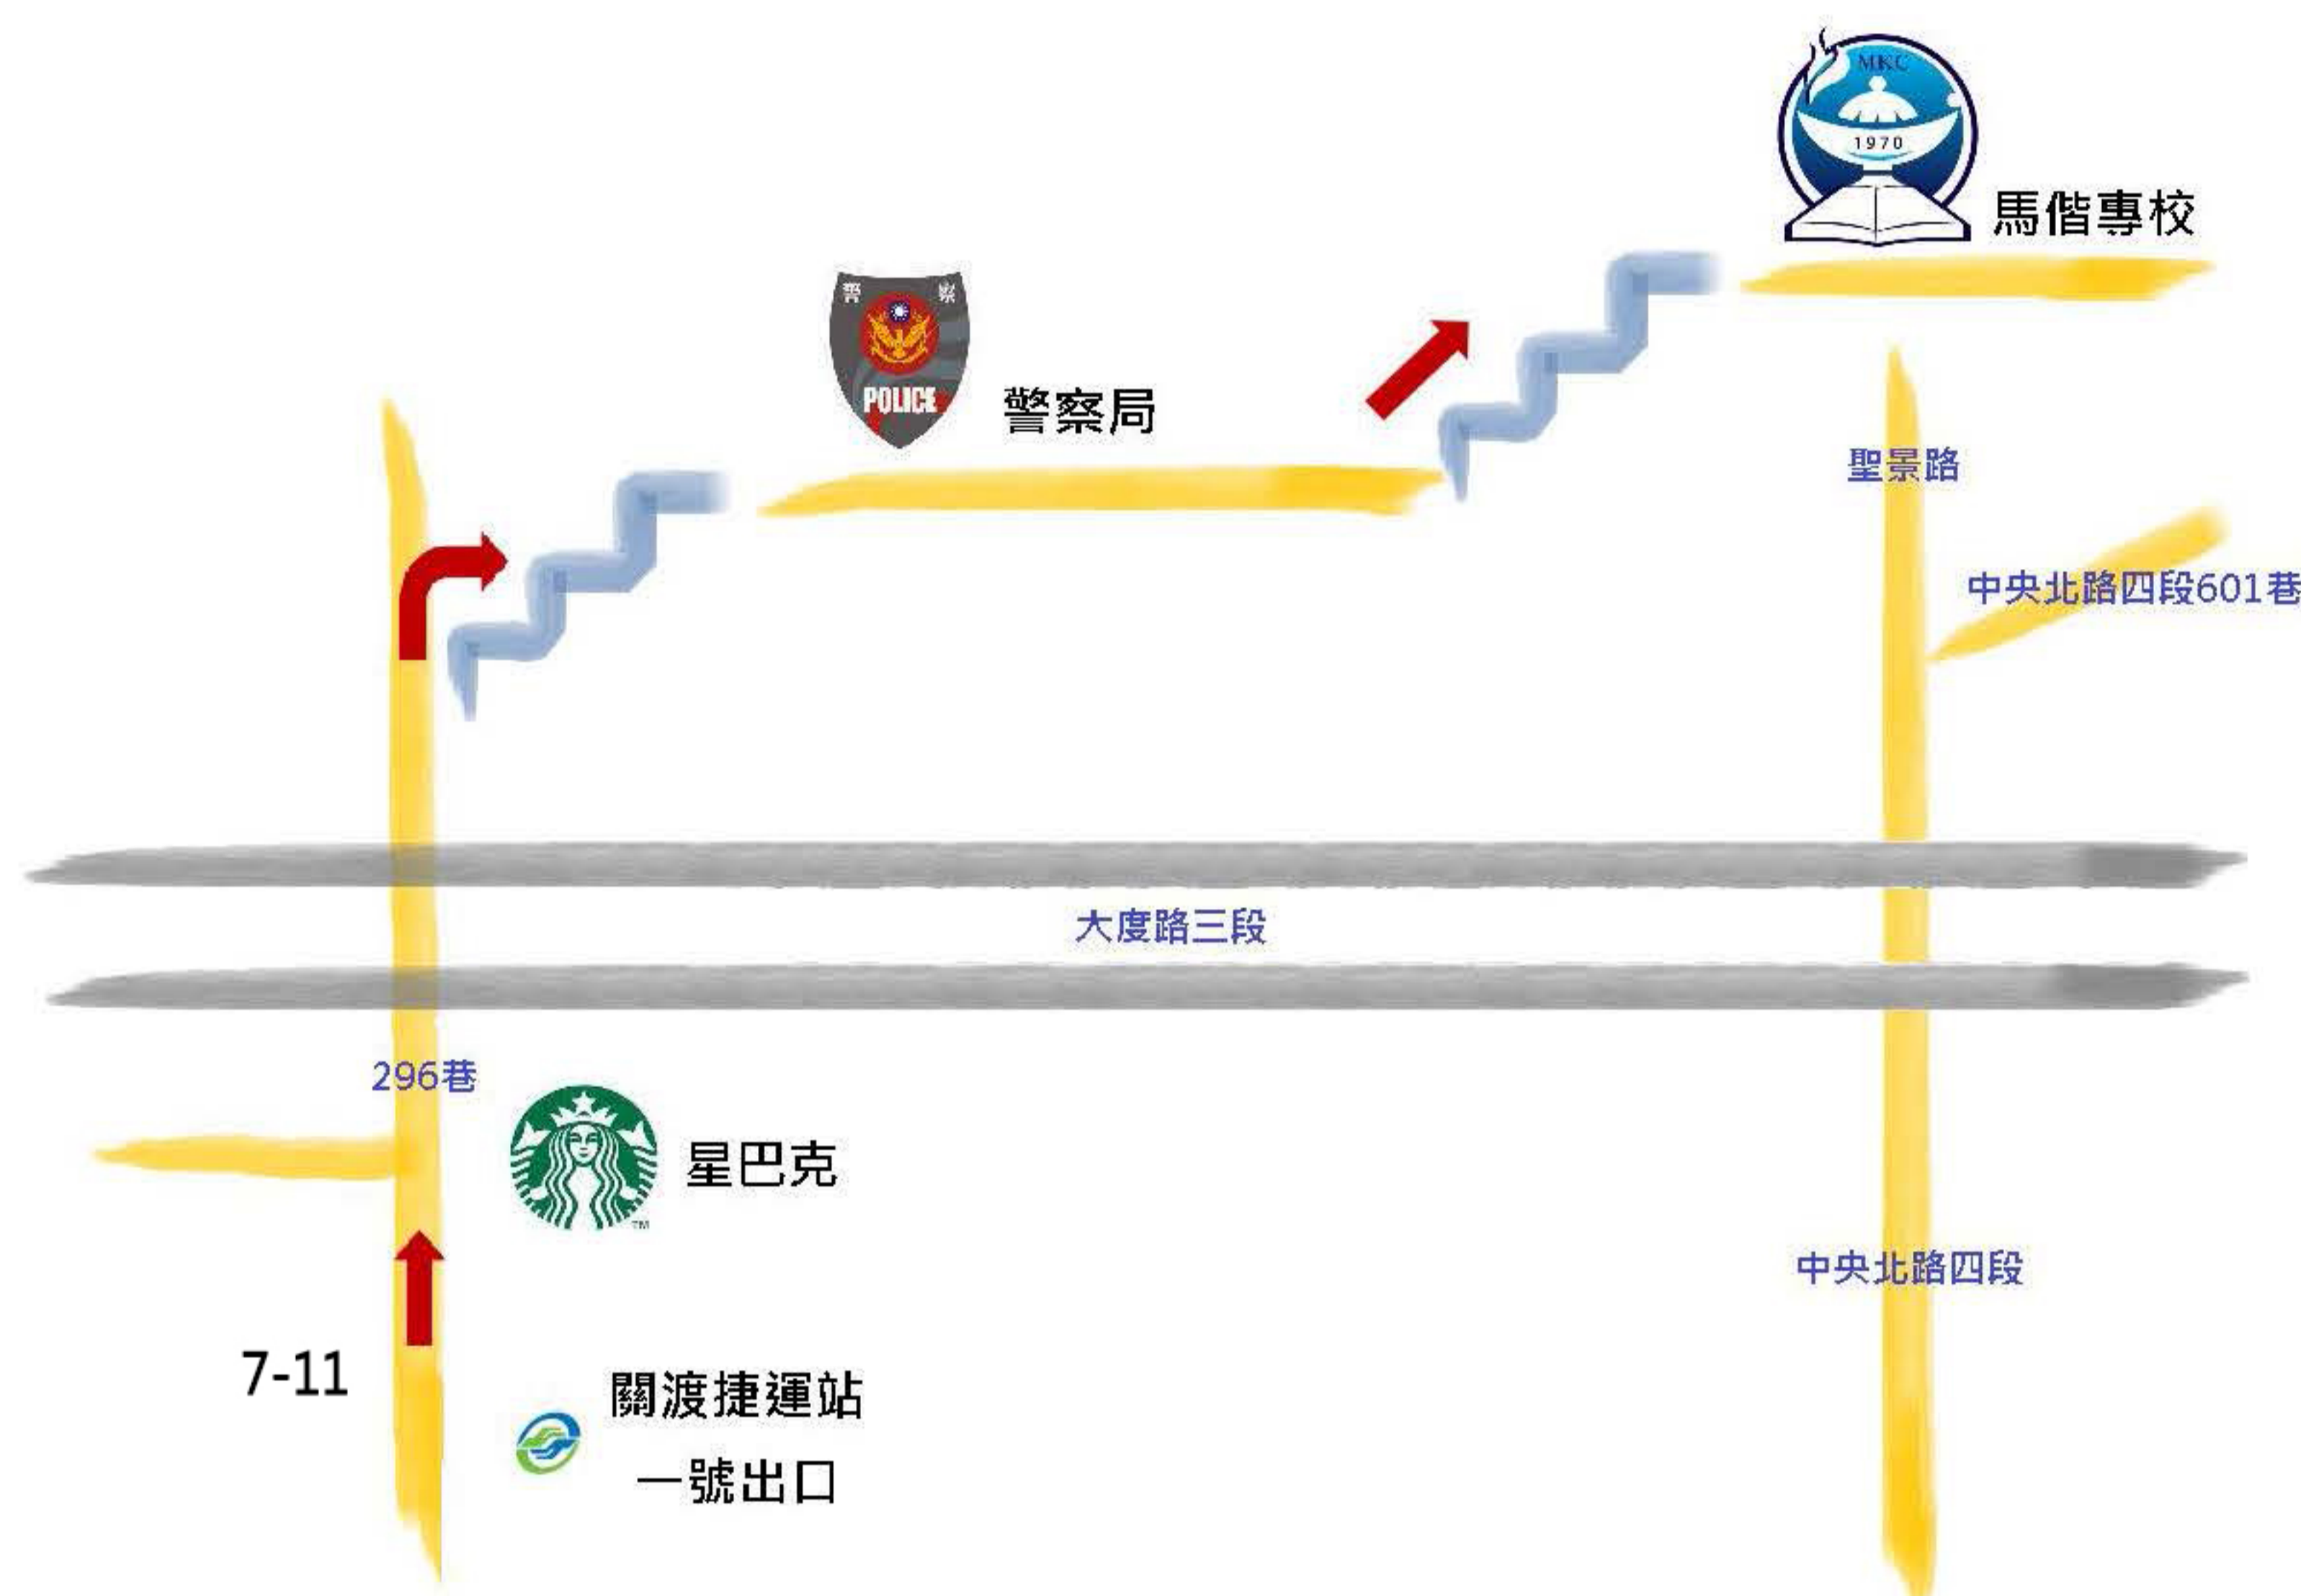 MKC
1970
馬偕專校
警察
POLICE
警察局
聖景路
中央北路四段601巷
大度路三段
296巷
星巴克
TM
中央北路四段
7-11
關渡捷運站
一號出口